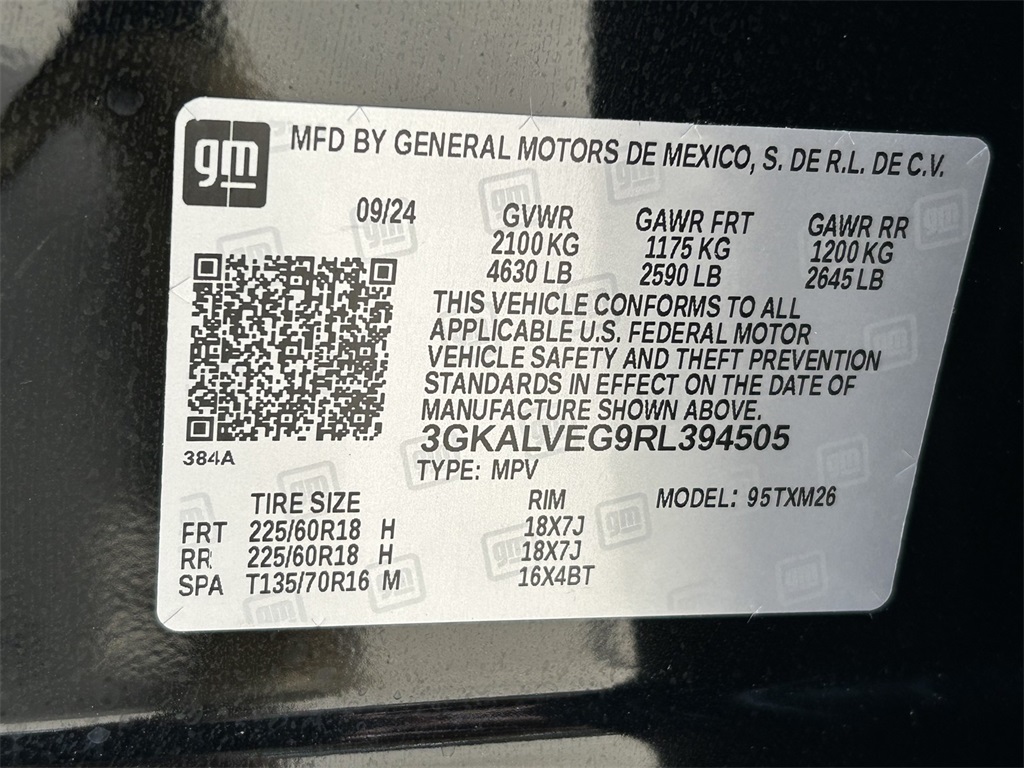 gm
MFD BY GENERAL MOTORS DE MEXICO, S. DE R.L. DE C.V.
09/24 GVWR GAWR FRT GAWR RR
2100 KG 1175 KG 1200 KG
4630 LB 2590 LB 2645 LB
THIS VEHICLE CONFORMS TO ALL
APPLICABLE U.S. FEDERAL MOTOR
VEHICLE SAFETY AND THEFT PREVENTION
STANDARDS IN EFFECT ON THE DATE OF
MANUFACTURE SHOWN ABOVE.
3GKALVEG9RL394505
384A
TYPE: MPV
TIRE SIZE RIM MODEL: 95TXM26
FRT 225/60R18 H 18X7J
RR 225/60R18 H 18X7J
SPA T135/70R16 M 16X4BT